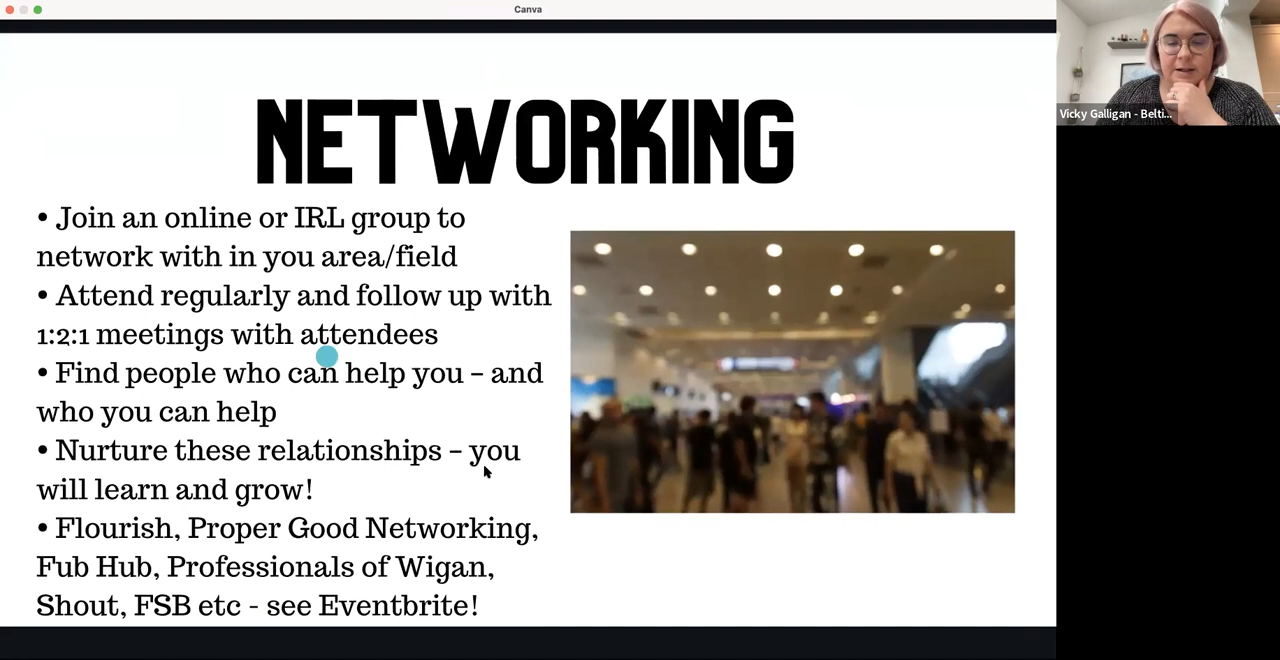 Canva
NETWORKING
• Join an online or IRL group to
network with in you area/field
• Attend regularly and follow up with
1:2:1 meetings with attendees
• Find people who can help you – and
who you can help
• Nurture these relationships – you
will learn and grow!
• Flourish, Proper Good Networking,
Fub Hub, Professionals of Wigan,
Shout, FSB etc - see Eventbrite!
Vicky Galligan - Belti...